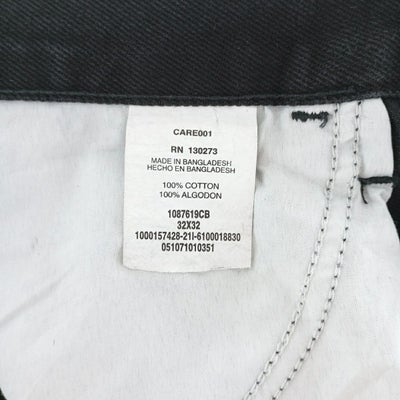 CARE001
RN 130273
MADE IN BANGLADESH
HECHO EN BANGLADESH
100% COTTON
100% ALGODON
1087619CB
32X32
1000157428-21I-6100018830
051071010351